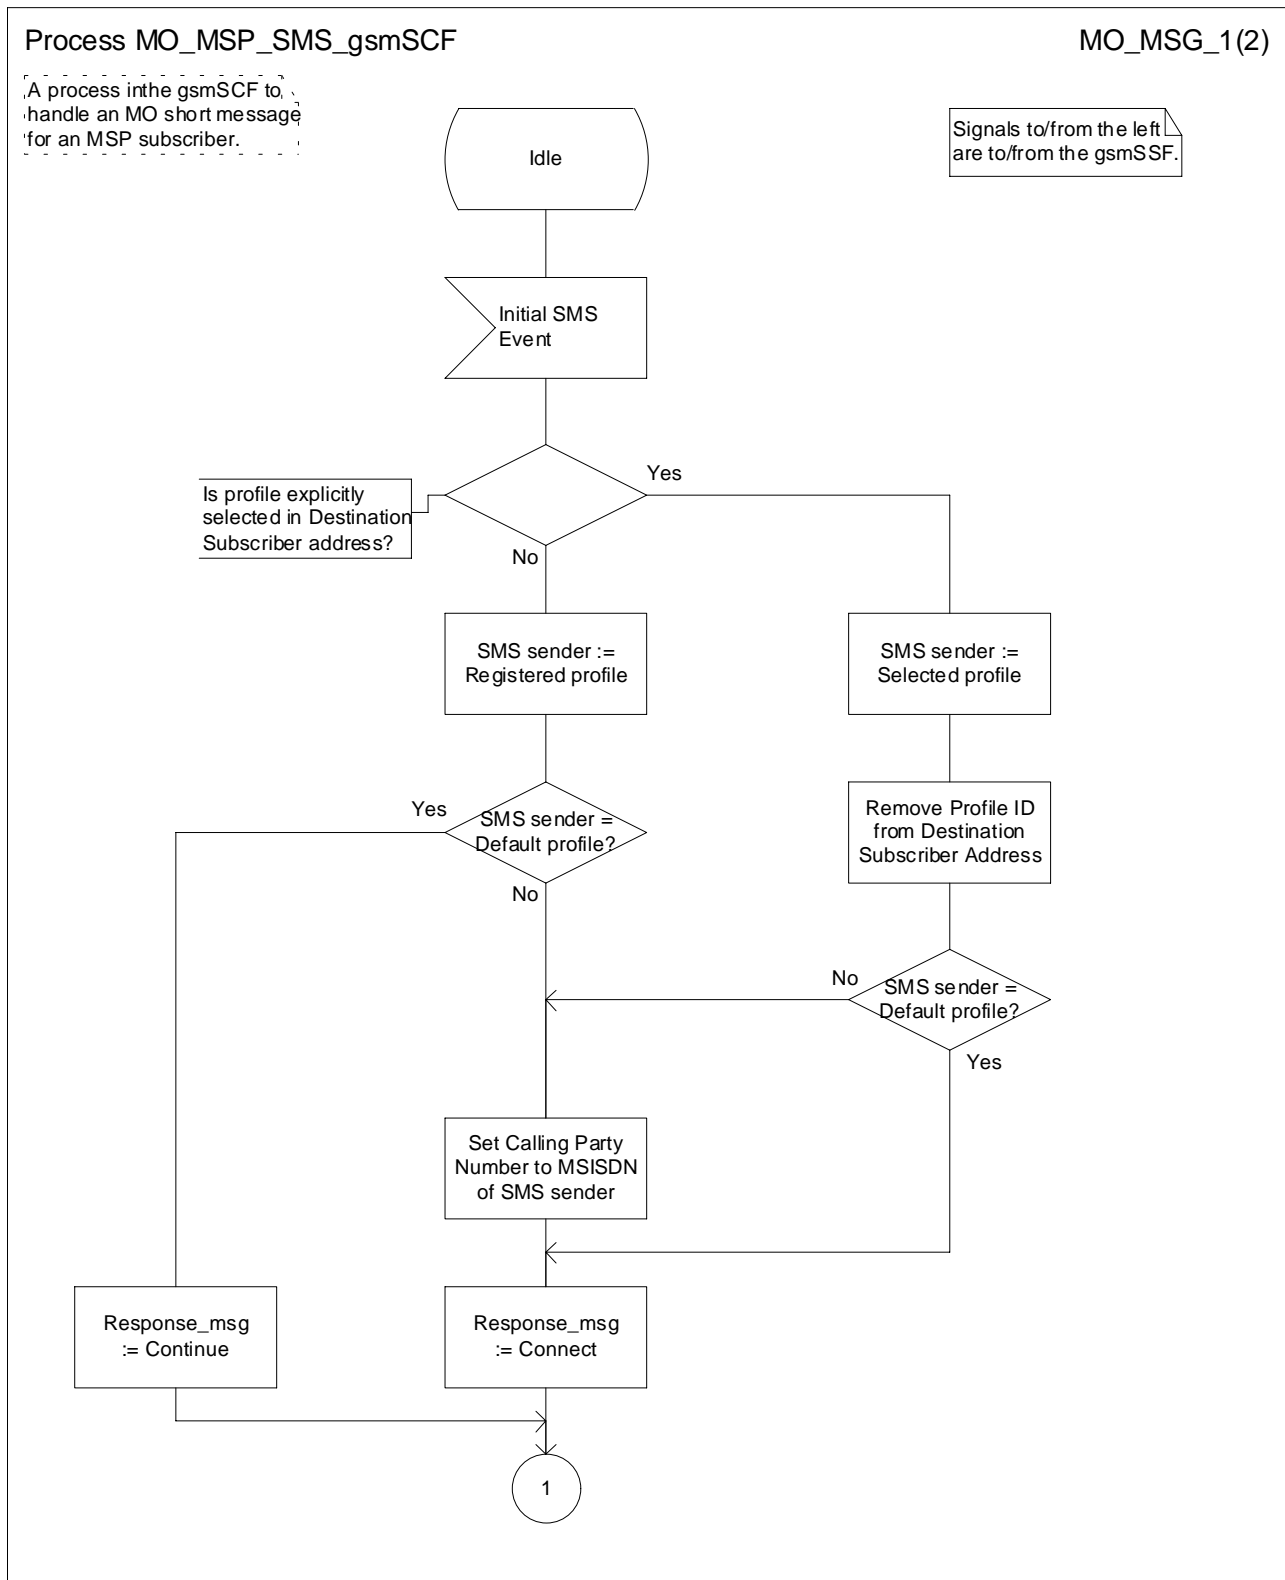 Process MO_MSP_SMS_gsmSCF
MO_MSG_1(2)
A process inthe gsmSCF to
handle an MO short message
for an MSP subscriber.
Signals to/from the left
are to/from the gsmSSF.
Idle
Initial SMS
Event
Is profile explicitly
selected in Destination
Subscriber address?
Yes
No
SMS sender :=
Registered profile
SMS sender :=
Selected profile
Yes
SMS sender =
Default profile?
No
Remove Profile ID
from Destination
Subscriber Address
No
SMS sender =
Default profile?
Yes
Set Calling Party
Number to MSISDN
of SMS sender
Response_msg
:= Continue
Response_msg
:= Connect
1